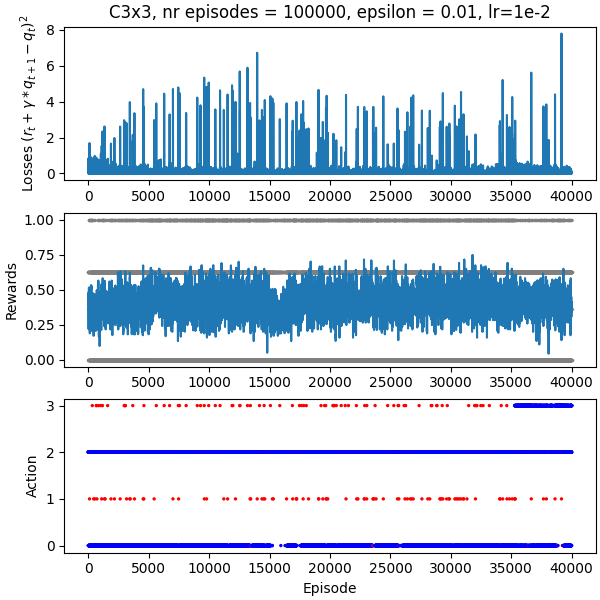 C3x3, nr episodes = 100000, epsilon = 0.01, lr=1e-2
Losses $(r_t + \gamma * q_{t+1} - q_t)^2$
8
6
4
2
0
0 5000 10000 15000 20000 25000 30000 35000 40000
Rewards
1.00
0.75
0.50
0.25
0.00
0 5000 10000 15000 20000 25000 30000 35000 40000
Action
3
2
1
0
0 5000 10000 15000 20000 25000 30000 35000 40000
Episode